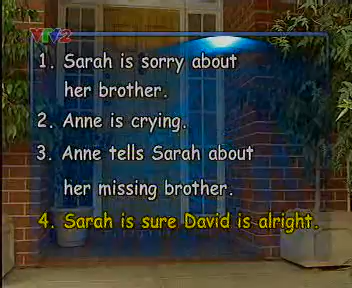 VTV2
1. Sarah is sorry about
her brother.
2. Anne is crying.
3. Anne tells Sarah about
her missing brother.
4. Sarah is sure David is alright.